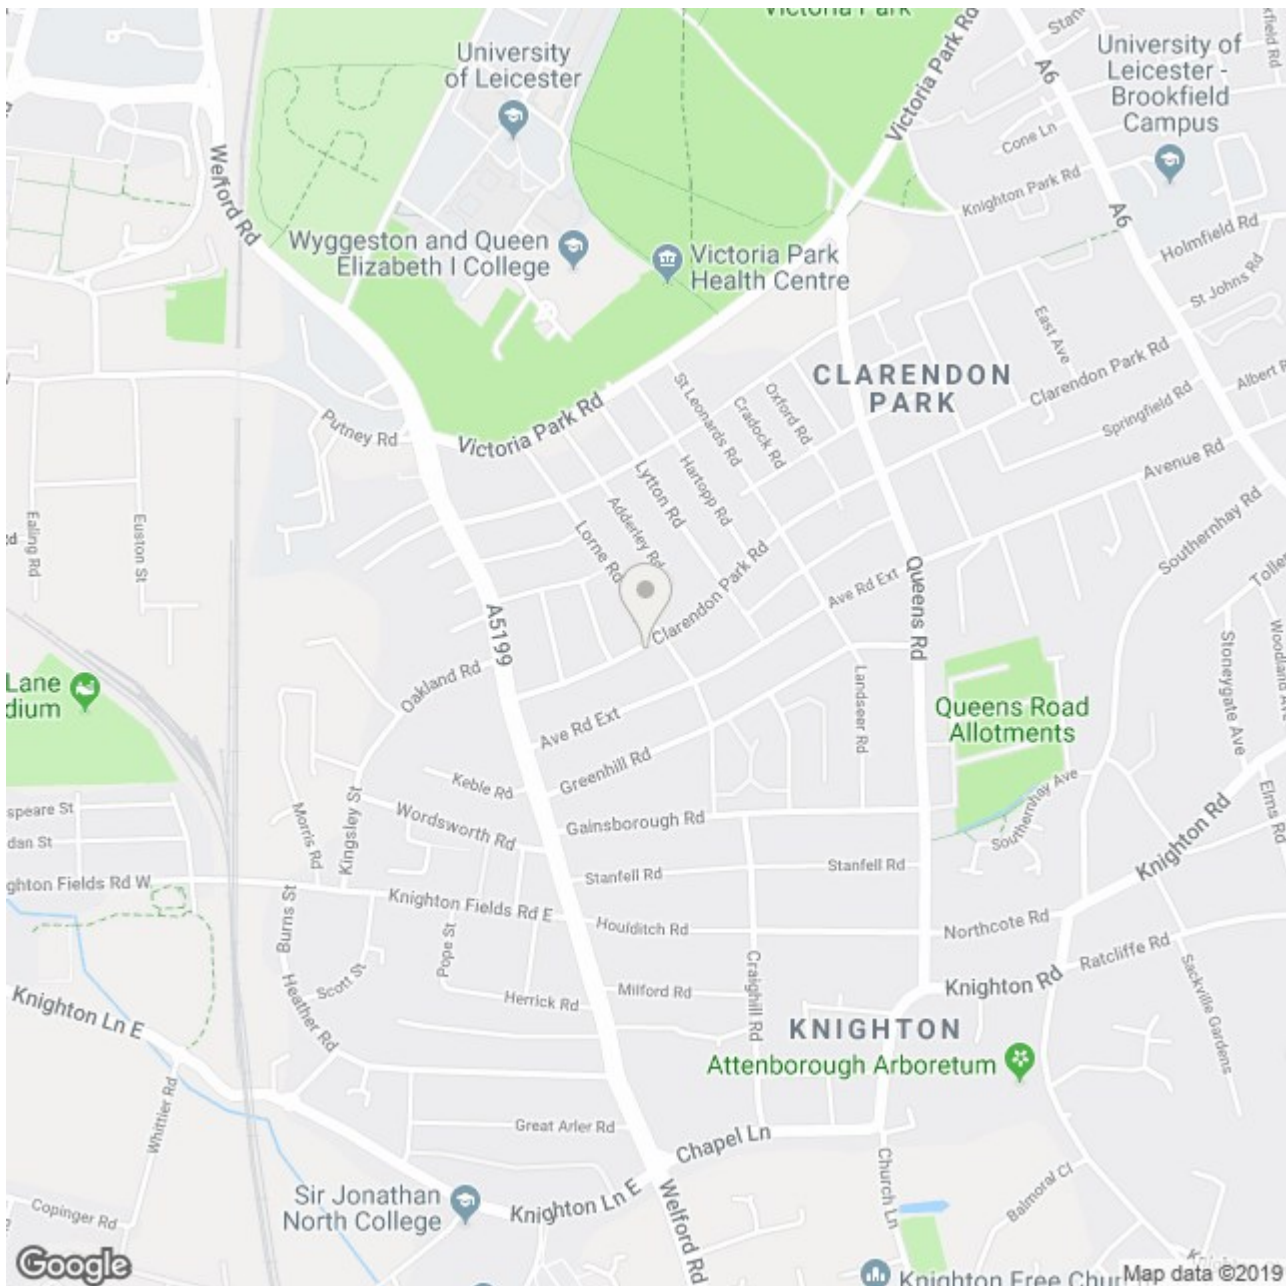 Victoria Park
Victoria Park Rd
A6
University
of Leicester
University of
Leicester -
Brookfield
Campus
Cone Ln
Knighton Park Rd
A6
Holmfield Rd
St Johns Rd
Welford Rd
Wyggeston and Queen
Elizabeth I College
Victoria Park
Health Centre
East Ave
Clarendon Park Rd
CLARENDON
PARK
Springfield Rd
Avenue Rd
Southernhay Rd
Putney Rd
Victoria Park Rd
St Leonards Rd
Cradock Rd
Oxford Rd
Hartopp Rd
Lytton Rd
Adderley Rd
Lorne Rd
Ealing Rd
Euston St
Queens Rd
Ave Rd Ext
Clarendon Park Rd
A5199
Oakland Rd
Stoneygate Ave
Lane
dium
Landseer Rd
Queens Road
Allotments
Ave Rd Ext
Greenhill Rd
Keble Rd
Elms Rd
Southernhay Ave
speare St
dan St
Morris Rd
Kingsley St
Wordsworth Rd
Gainsborough Rd
Knighton Rd
Stanfell Rd
Stanfell Rd
ghton Fields Rd W
Knighton Fields Rd E
Houlditch Rd
Northcote Rd
Ratcliffe Rd
Burns St
Pope St
Scott St
Craighill Rd
Sackville Gardens
Knighton Ln E
Heather Rd
Herrick Rd
Milford Rd
Knighton Rd
KNIGHTON
Attenborough Arboretum
Whittier Rd
Great Arler Rd
Chapel Ln
Church Ln
Balmoral Cl
Sir Jonathan
North College
Knighton Ln E
Welford Rd
Copinger Rd
Google
Map data ©2019